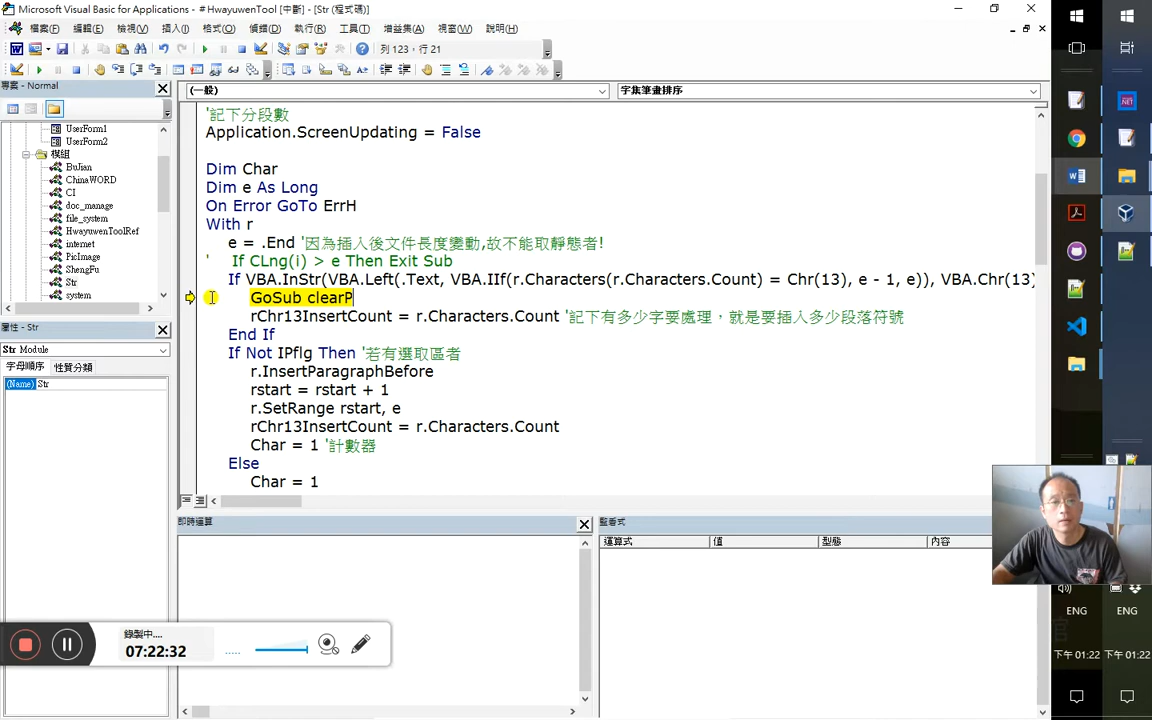 Microsoft Visual Basic for Applications - #HwayuwenTool [中斷] - [Str (程式碼)]
檔案(F) 編輯(E) 檢視(V) 插入(I) 格式(O) 偵錯(D) 執行(R) 工具(T) 增益集(A) 視窗(W) 說明(H)
列 123，行 21
專案 - Normal
(一般) 字集筆畫排序
UserForm1
UserForm2
模組
BuJian
ChinaWORD
CI
doc_manage
file_system
HwayuwenToolRef
internet
PicImage
ShengFu
Str
system
屬性 - Str
Str Module
字母順序 性質分類
(Name) Str
'記下分段數
Application.ScreenUpdating = False
Dim Char
Dim e As Long
On Error GoTo ErrH
With r
e = .End '因為插入後文件長度變動,故不能取靜態者!
' If CLng(i) > e Then Exit Sub
If VBA.InStr(VBA.Left(.Text, VBA.IIf(r.Characters(r.Characters.Count) = Chr(13), e - 1, e)), VBA.Chr(13)
GoSub clearP
rChr13InsertCount = r.Characters.Count '記下有多少字要處理，就是要插入多少段落符號
End If
If Not IPflg Then '若有選取區者
r.InsertParagraphBefore
rstart = rstart + 1
r.SetRange rstart, e
rChr13InsertCount = r.Characters.Count
Char = 1 '計數器
Else
Char = 1
即時運算
監看式
運算式 值 型態 內容
錄製中....
07:22:32
ENG ENG
下午 01:22 下午 01:22